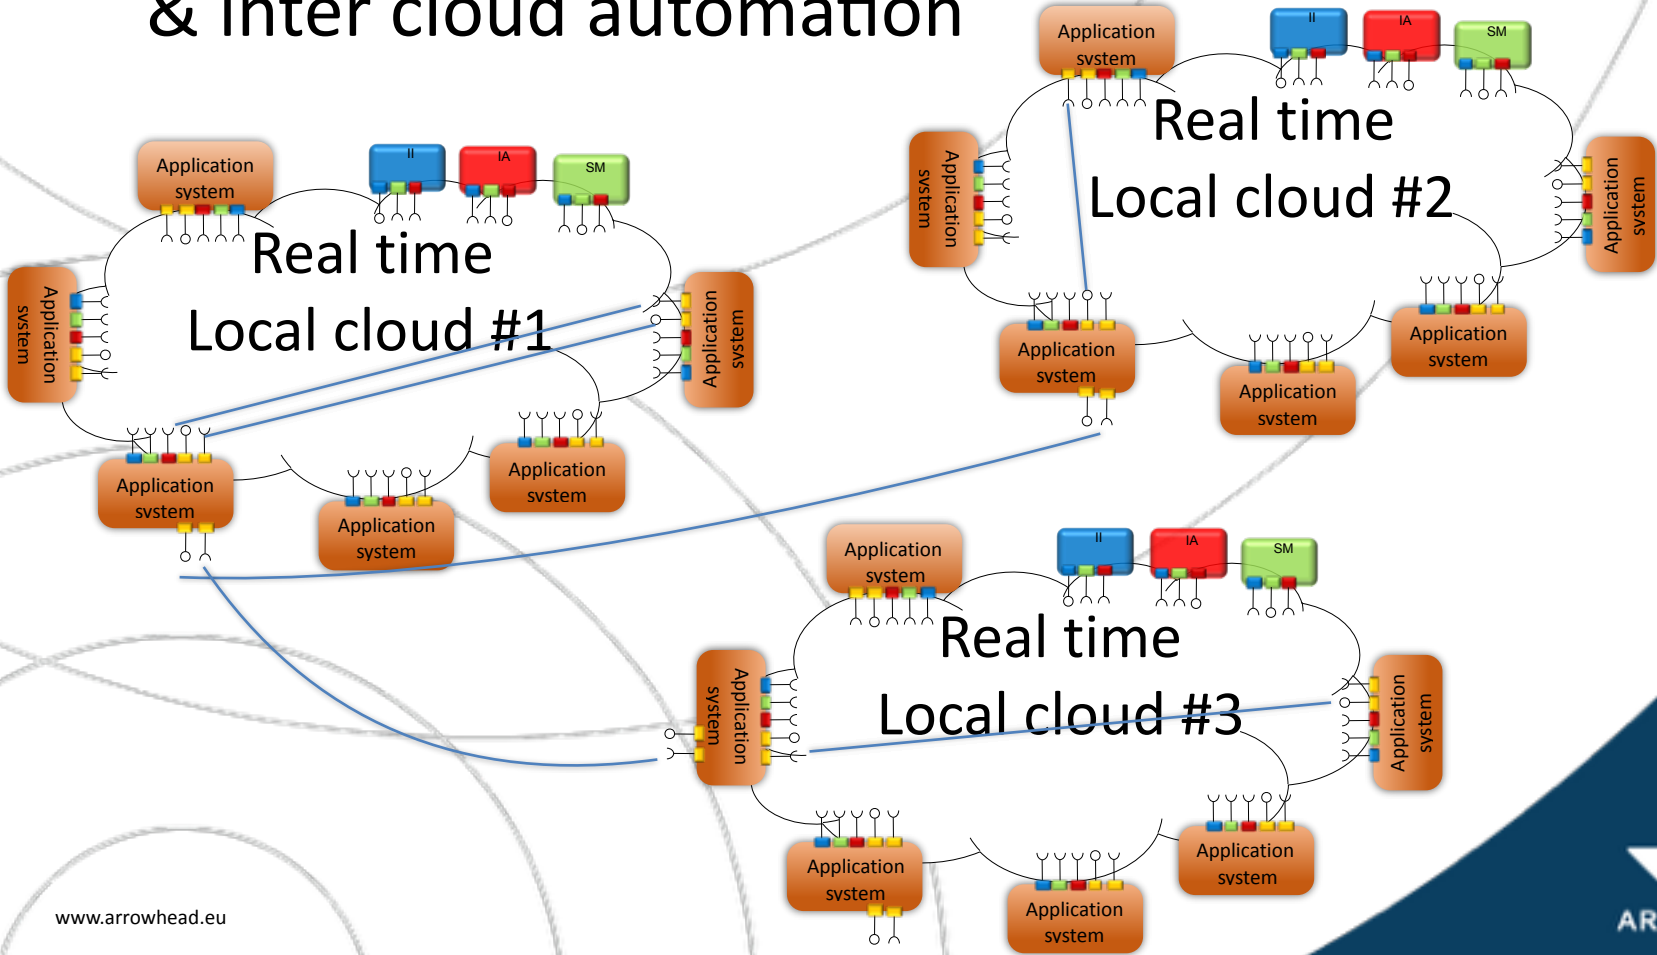 & Inter cloud automation
Application
system
II
IA
SM
Real time
Local cloud #1
Application
system
Application
system
Application
system
Application
system
Application
system
Application
system
II
IA
SM
Real time
Local cloud #2
Application
system
Application
system
Application
system
Application
system
Application
system
Application
system
II
IA
SM
Real time
Local cloud #3
Application
system
Application
system
Application
system
Application
system
Application
system
www.arrowhead.eu
AR